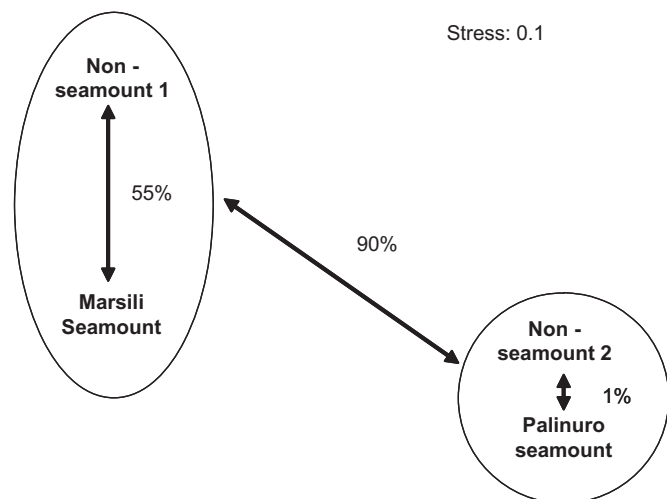 Stress: 0.1
Non -
seamount 1
55%
Marsili
Seamount
90%
Non -
seamount 2
1%
Palinuro
seamount